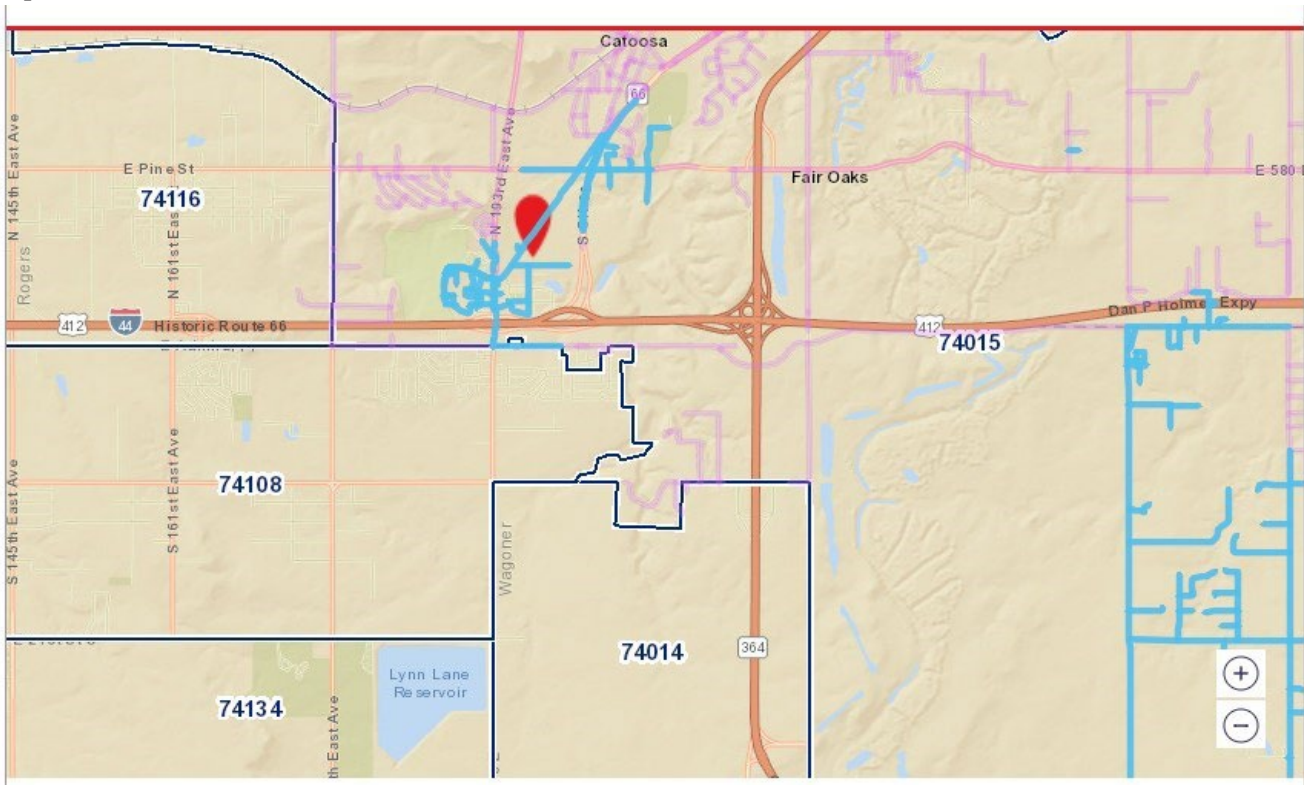 Catoosa
66
N 145th East Ave
N 193rd East Ave
E Pine St
74116
Fair Oaks
E 580
N 161st East
Rogers
412
44
Historic Route 66
Dan P Holmes Expy
412
74015
S 145th East Ave
S 161st East Ave
74108
Wagoner
74014
364
Lynn Lane
Reservoir
74134
th East Ave
+
−